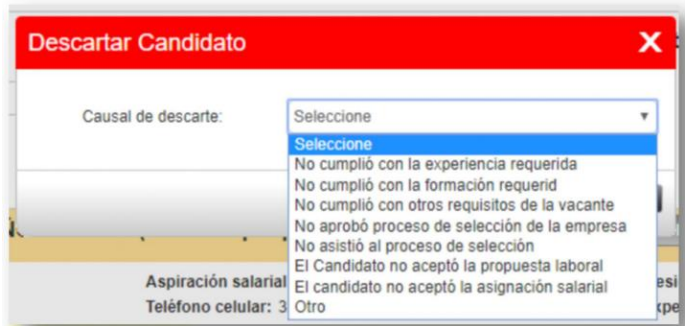 Descartar Candidato X
Causal de descarte: Seleccione
Seleccione
No cumplió con la experiencia requerida
No cumplió con la formación requerid
No cumplió con otros requisitos de la vacante
No aprobó proceso de selección de la empresa
No asistió al proceso de selección
El Candidato no aceptó la propuesta laboral
El candidato no aceptó la asignación salarial
Otro
Aspiración salarial
Teléfono celular: 3